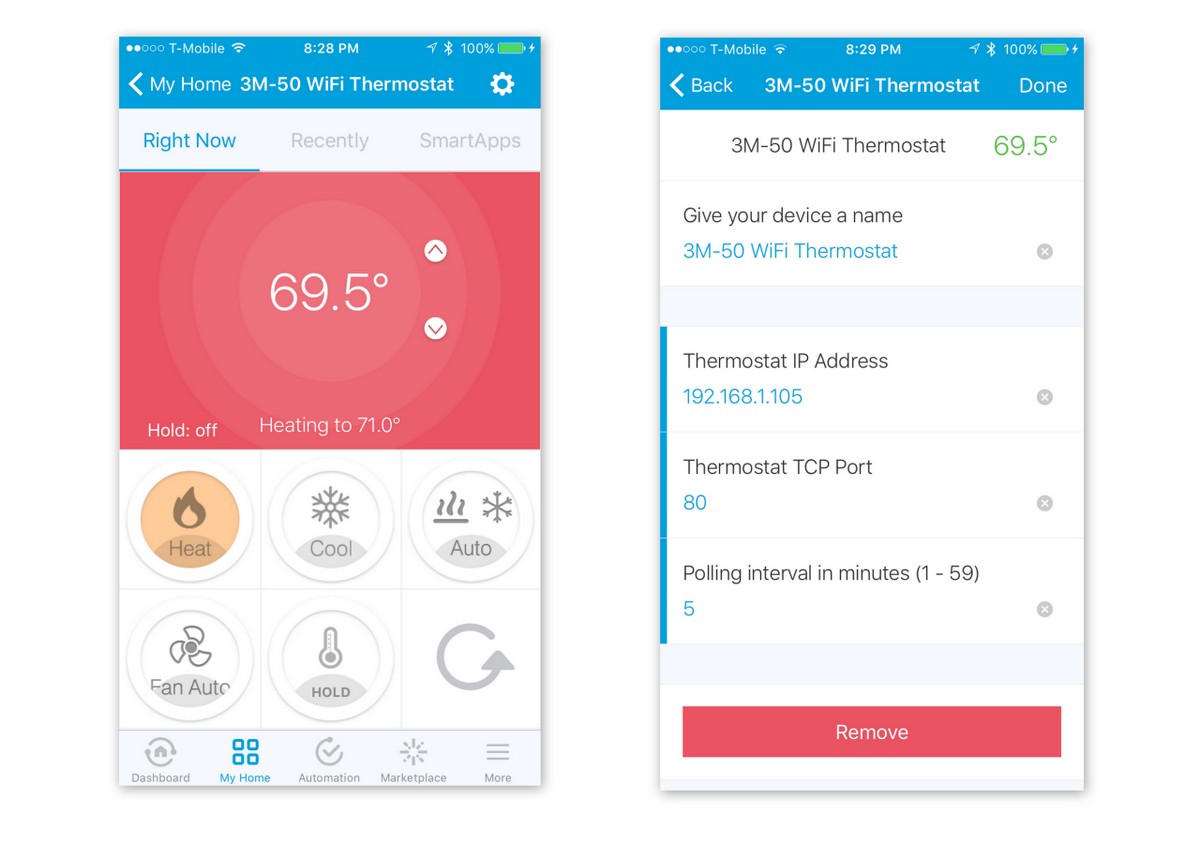 T-Mobile 8:28 PM 100%
My Home 3M-50 WiFi Thermostat
Right Now Recently SmartApps
69.5°
Hold: off Heating to 71.0°
Heat Cool Auto
Fan Auto HOLD
Dashboard My Home Automation Marketplace More
T-Mobile 8:29 PM 100%
Back 3M-50 WiFi Thermostat Done
3M-50 WiFi Thermostat 69.5°
Give your device a name
3M-50 WiFi Thermostat
Thermostat IP Address
192.168.1.105
Thermostat TCP Port
80
Polling interval in minutes (1 - 59)
5
Remove